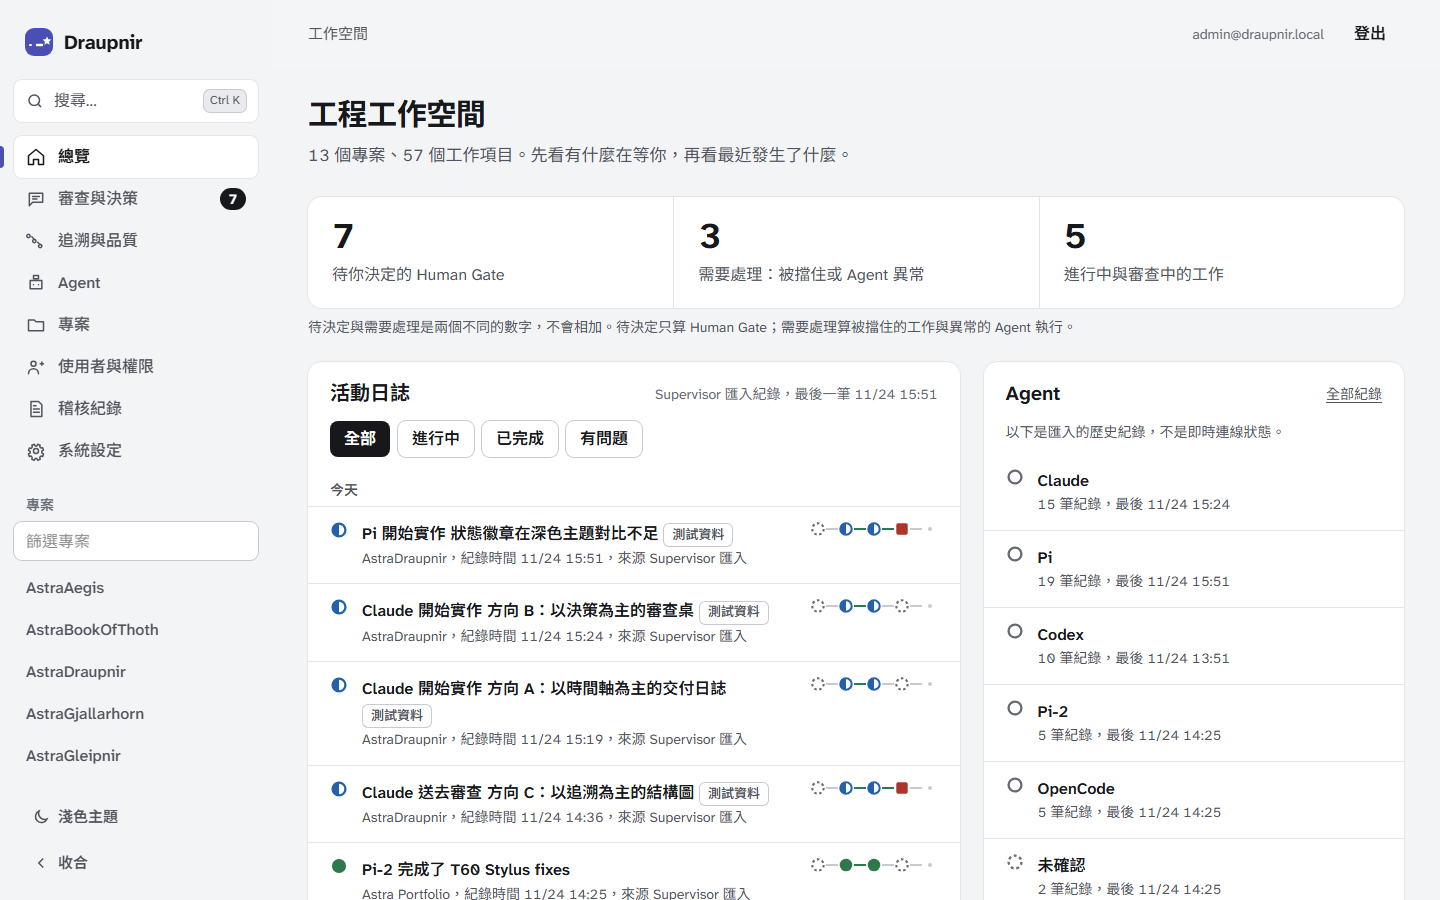 Draupnir
搜尋...
Ctrl K
總覽
審查與決策
7
追溯與品質
Agent
專案
使用者與權限
稽核紀錄
系統設定
專案
篩選專案
AstraAegis
AstraBookOfThoth
AstraDraupnir
AstraGjallarhorn
AstraGleipnir
淺色主題
收合
工作空間
admin@draupnir.local
登出
工程工作空間
13 個專案、57 個工作項目。先看有什麼在等你，再看最近發生了什麼。
7
待你決定的 Human Gate
3
需要處理：被擋住或 Agent 異常
5
進行中與審查中的工作
待決定與需要處理是兩個不同的數字，不會相加。待決定只算 Human Gate；需要處理算被擋住的工作與異常的 Agent 執行。
活動日誌
Supervisor 匯入紀錄，最後一筆 11/24 15:51
全部
進行中
已完成
有問題
今天
Pi 開始實作 狀態徽章在深色主題對比不足 測試資料
AstraDraupnir，紀錄時間 11/24 15:51，來源 Supervisor 匯入
Claude 開始實作 方向 B：以決策為主的審查桌 測試資料
AstraDraupnir，紀錄時間 11/24 15:24，來源 Supervisor 匯入
Claude 開始實作 方向 A：以時間軸為主的交付日誌
測試資料
AstraDraupnir，紀錄時間 11/24 15:19，來源 Supervisor 匯入
Claude 送去審查 方向 C：以追溯為主的結構圖 測試資料
AstraDraupnir，紀錄時間 11/24 14:36，來源 Supervisor 匯入
Pi-2 完成了 T60 Stylus fixes
Astra Portfolio，紀錄時間 11/24 14:25，來源 Supervisor 匯入
Agent
全部紀錄
以下是匯入的歷史紀錄，不是即時連線狀態。
Claude
15 筆紀錄，最後 11/24 15:24
Pi
19 筆紀錄，最後 11/24 15:51
Codex
10 筆紀錄，最後 11/24 13:51
Pi-2
5 筆紀錄，最後 11/24 14:25
OpenCode
5 筆紀錄，最後 11/24 14:25
未確認
2 筆紀錄，最後 11/24 14:25